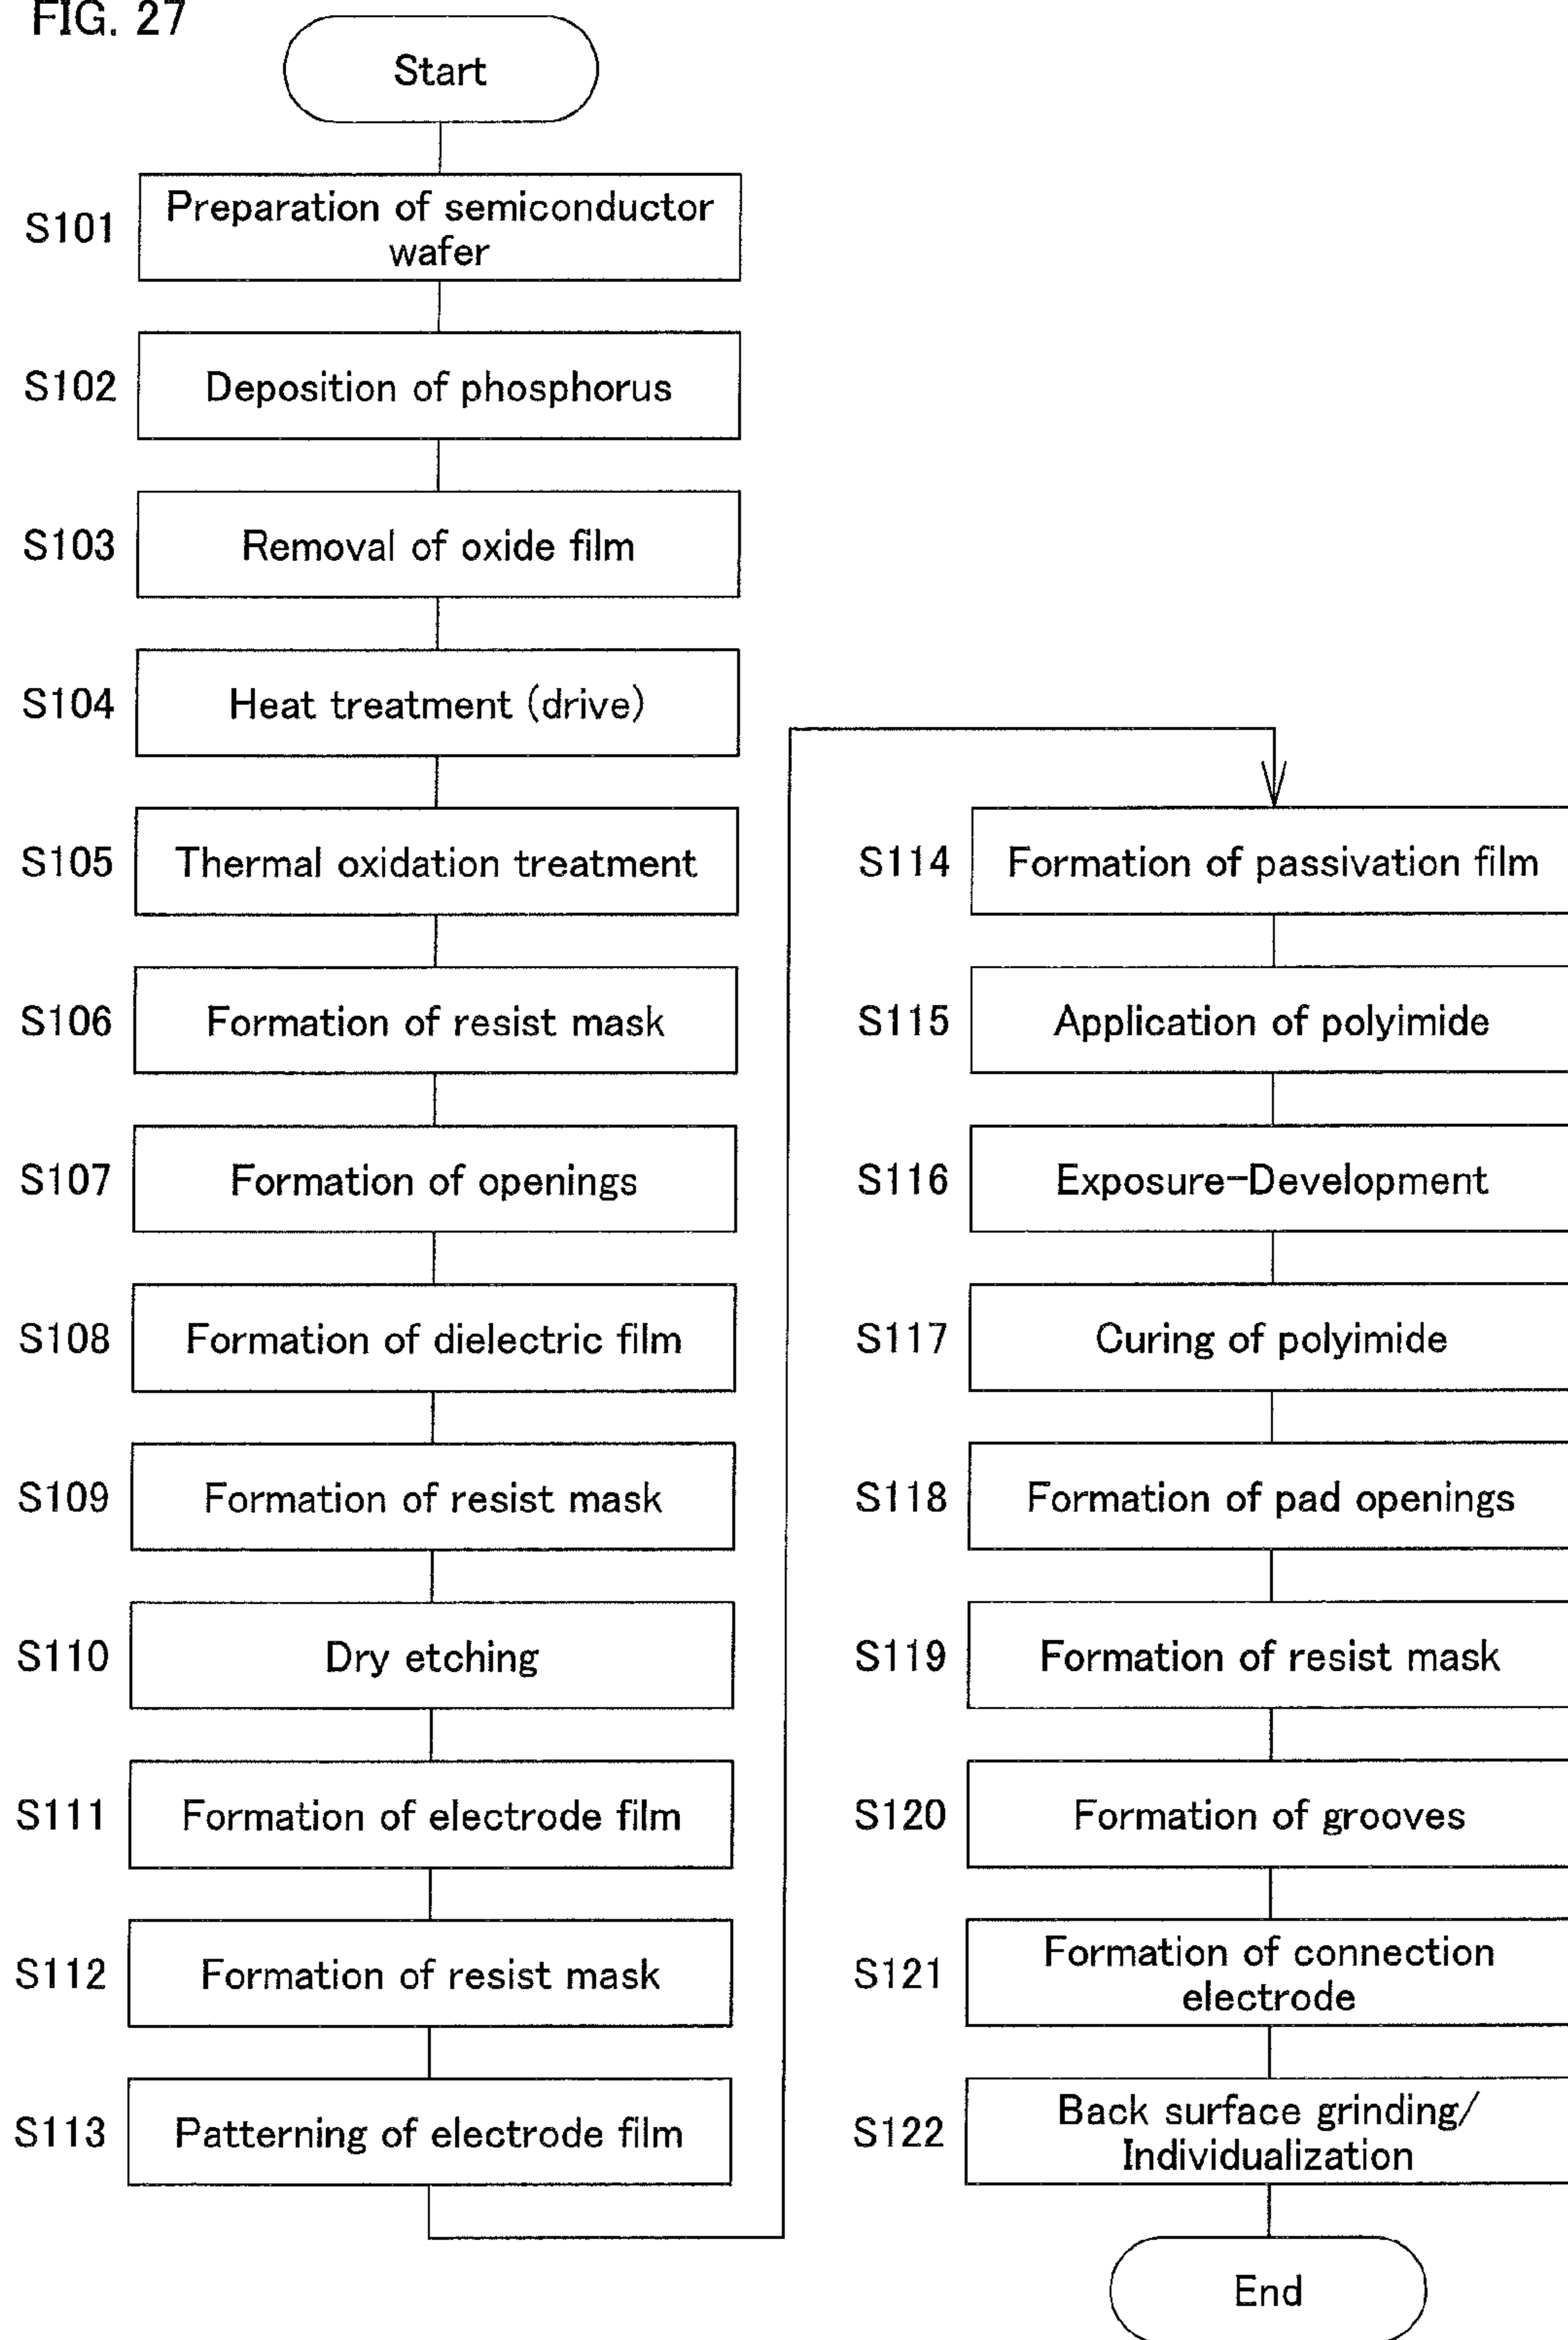 FIG. 27
Start
S101
Preparation of semiconductor
wafer
S102
Deposition of phosphorus
S103
Removal of oxide film
S104
Heat treatment (drive)
S105
Thermal oxidation treatment
S106
Formation of resist mask
S107
Formation of openings
S108
Formation of dielectric film
S109
Formation of resist mask
S110
Dry etching
S111
Formation of electrode film
S112
Formation of resist mask
S113
Patterning of electrode film
S114
Formation of passivation film
S115
Application of polyimide
S116
Exposure-Development
S117
Curing of polyimide
S118
Formation of pad openings
S119
Formation of resist mask
S120
Formation of grooves
S121
Formation of connection
electrode
S122
Back surface grinding/
Individualization
End